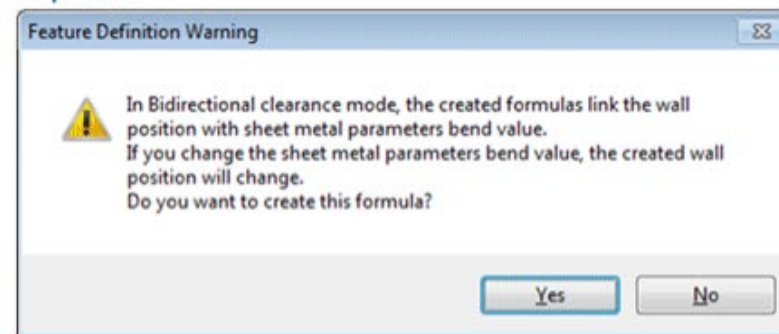 Feature Definition Warning
In Bidirectional clearance mode, the created formulas link the wall
position with sheet metal parameters bend value.
If you change the sheet metal parameters bend value, the created wall
position will change.
Do you want to create this formula?
Yes No